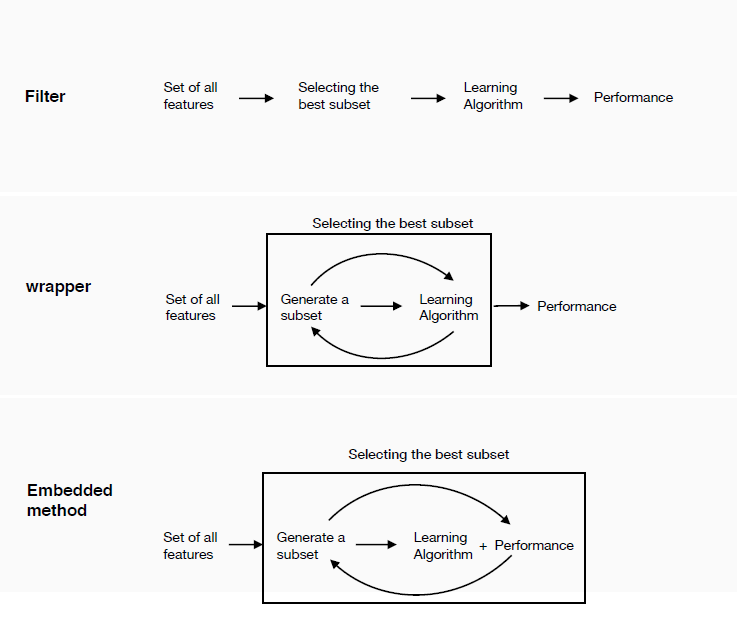 Filter
Set of all
features
Selecting the
best subset
Learning
Algorithm
Performance
Selecting the best subset
wrapper
Set of all
features
Generate a
subset
Learning
Algorithm
Performance
Selecting the best subset
Embedded
method
Set of all
features
Generate a
subset
Learning
Algorithm
+ Performance